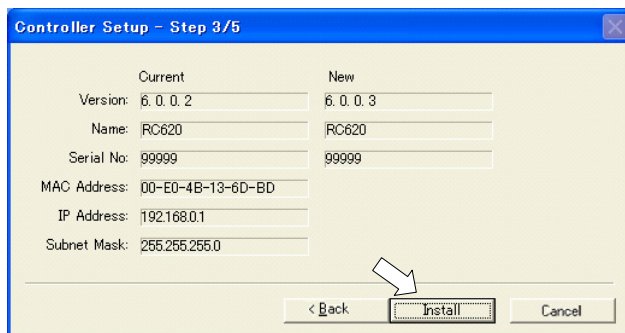 Controller Setup - Step 3/5
Current New
Version: 6. 0. 0. 2 6. 0. 0. 3
Name: RC620 RC620
Serial No: 99999 99999
MAC Address: 00-E0-4B-13-6D-BD
IP Address: 192.168.0.1
Subnet Mask: 255.255.255.0
< Back Install Cancel